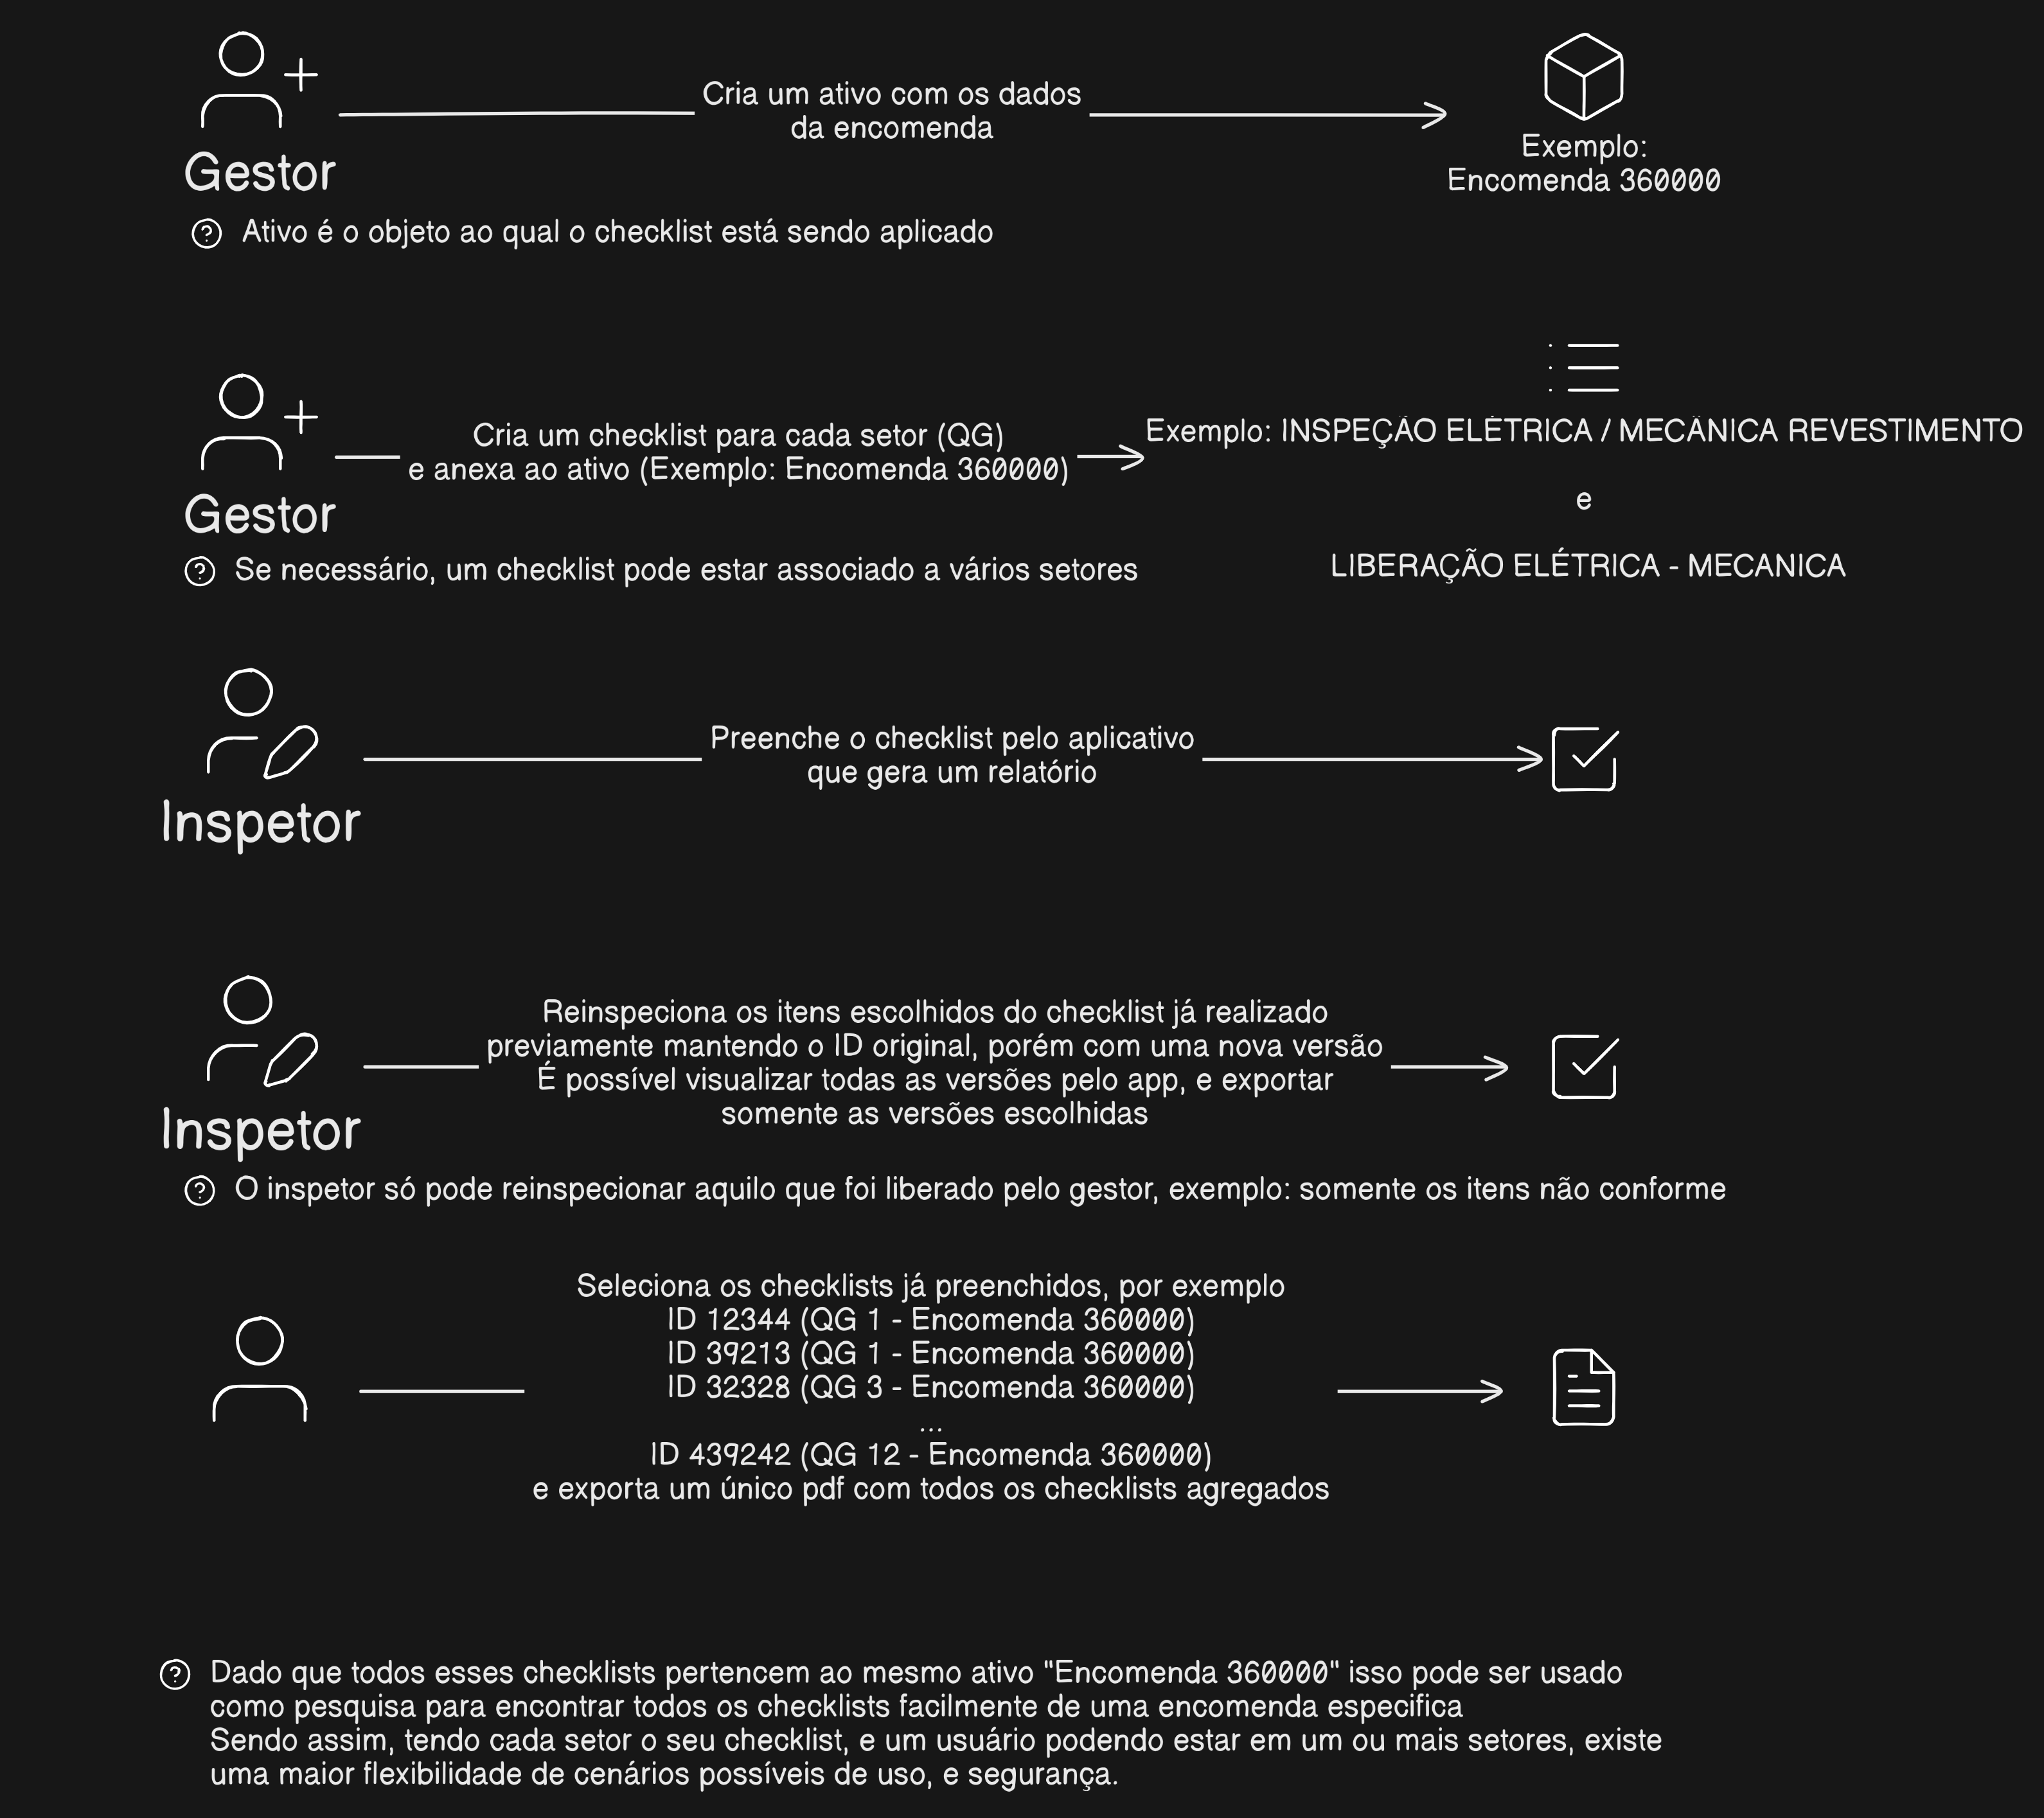 Cria um ativo com os dados
da encomenda
Gestor
Exemplo:
Encomenda 360000
? Ativo é o objeto ao qual o checklist está sendo aplicado
Cria um checklist para cada setor (QG)
e anexa ao ativo (Exemplo: Encomenda 360000)
Gestor
Exemplo: INSPEÇÃO ELÉTRICA / MECÂNICA REVESTIMENTO
e
LIBERAÇÃO ELÉTRICA - MECANICA
? Se necessário, um checklist pode estar associado a vários setores
Preenche o checklist pelo aplicativo
que gera um relatório
Inspetor
Reinspeciona os itens escolhidos do checklist já realizado
previamente mantendo o ID original, porém com uma nova versão
É possível visualizar todas as versões pelo app, e exportar
somente as versões escolhidas
Inspetor
? O inspetor só pode reinspecionar aquilo que foi liberado pelo gestor, exemplo: somente os itens não conforme
Seleciona os checklists já preenchidos, por exemplo
ID 12344 (QG 1 - Encomenda 360000)
ID 39213 (QG 1 - Encomenda 360000)
ID 32328 (QG 3 - Encomenda 360000)
...
ID 439242 (QG 12 - Encomenda 360000)
e exporta um único pdf com todos os checklists agregados
? Dado que todos esses checklists pertencem ao mesmo ativo "Encomenda 360000" isso pode ser usado
como pesquisa para encontrar todos os checklists facilmente de uma encomenda especifica
Sendo assim, tendo cada setor o seu checklist, e um usuário podendo estar em um ou mais setores, existe
uma maior flexibilidade de cenários possíveis de uso, e segurança.